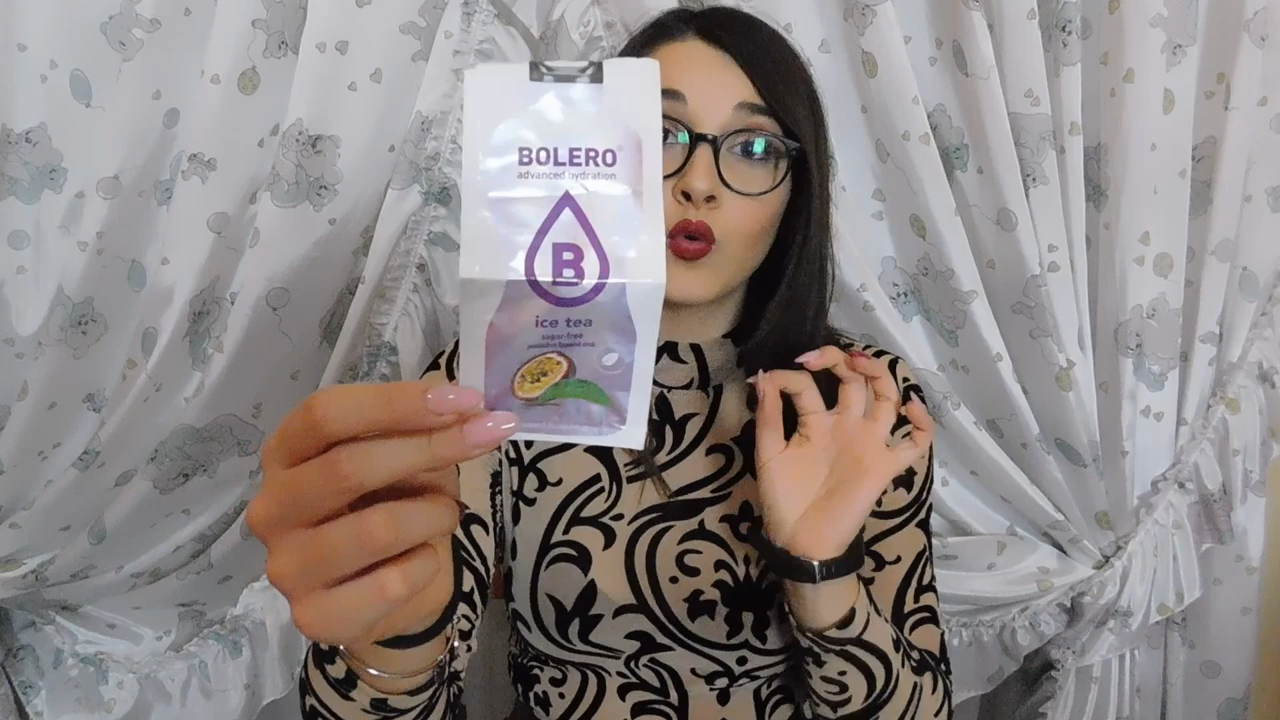 BOLERO
advanced hydration
B
ice tea
sugar-free